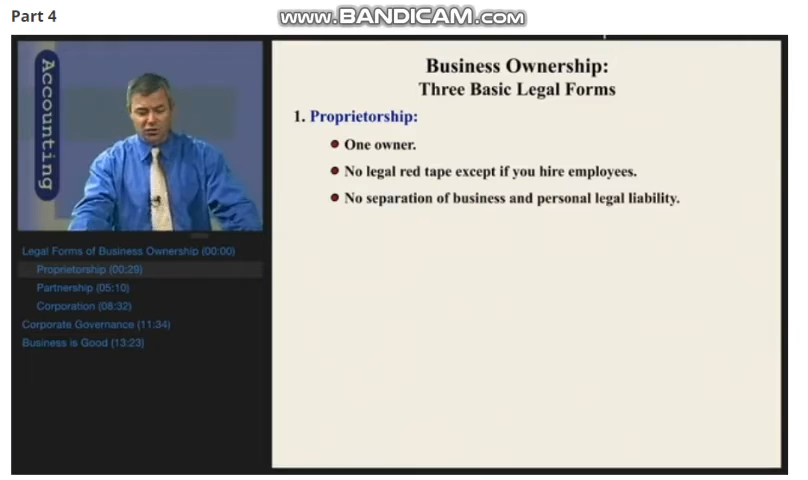 Part 4
www.BANDICAM.com
Accounting
Business Ownership:
Three Basic Legal Forms
1. Proprietorship:
One owner.
No legal red tape except if you hire employees.
No separation of business and personal legal liability.
Legal Forms of Business Ownership (00:00)
Proprietorship (00:29)
Partnership (05:10)
Corporation (08:32)
Corporate Governance (11:34)
Business is Good (13:23)